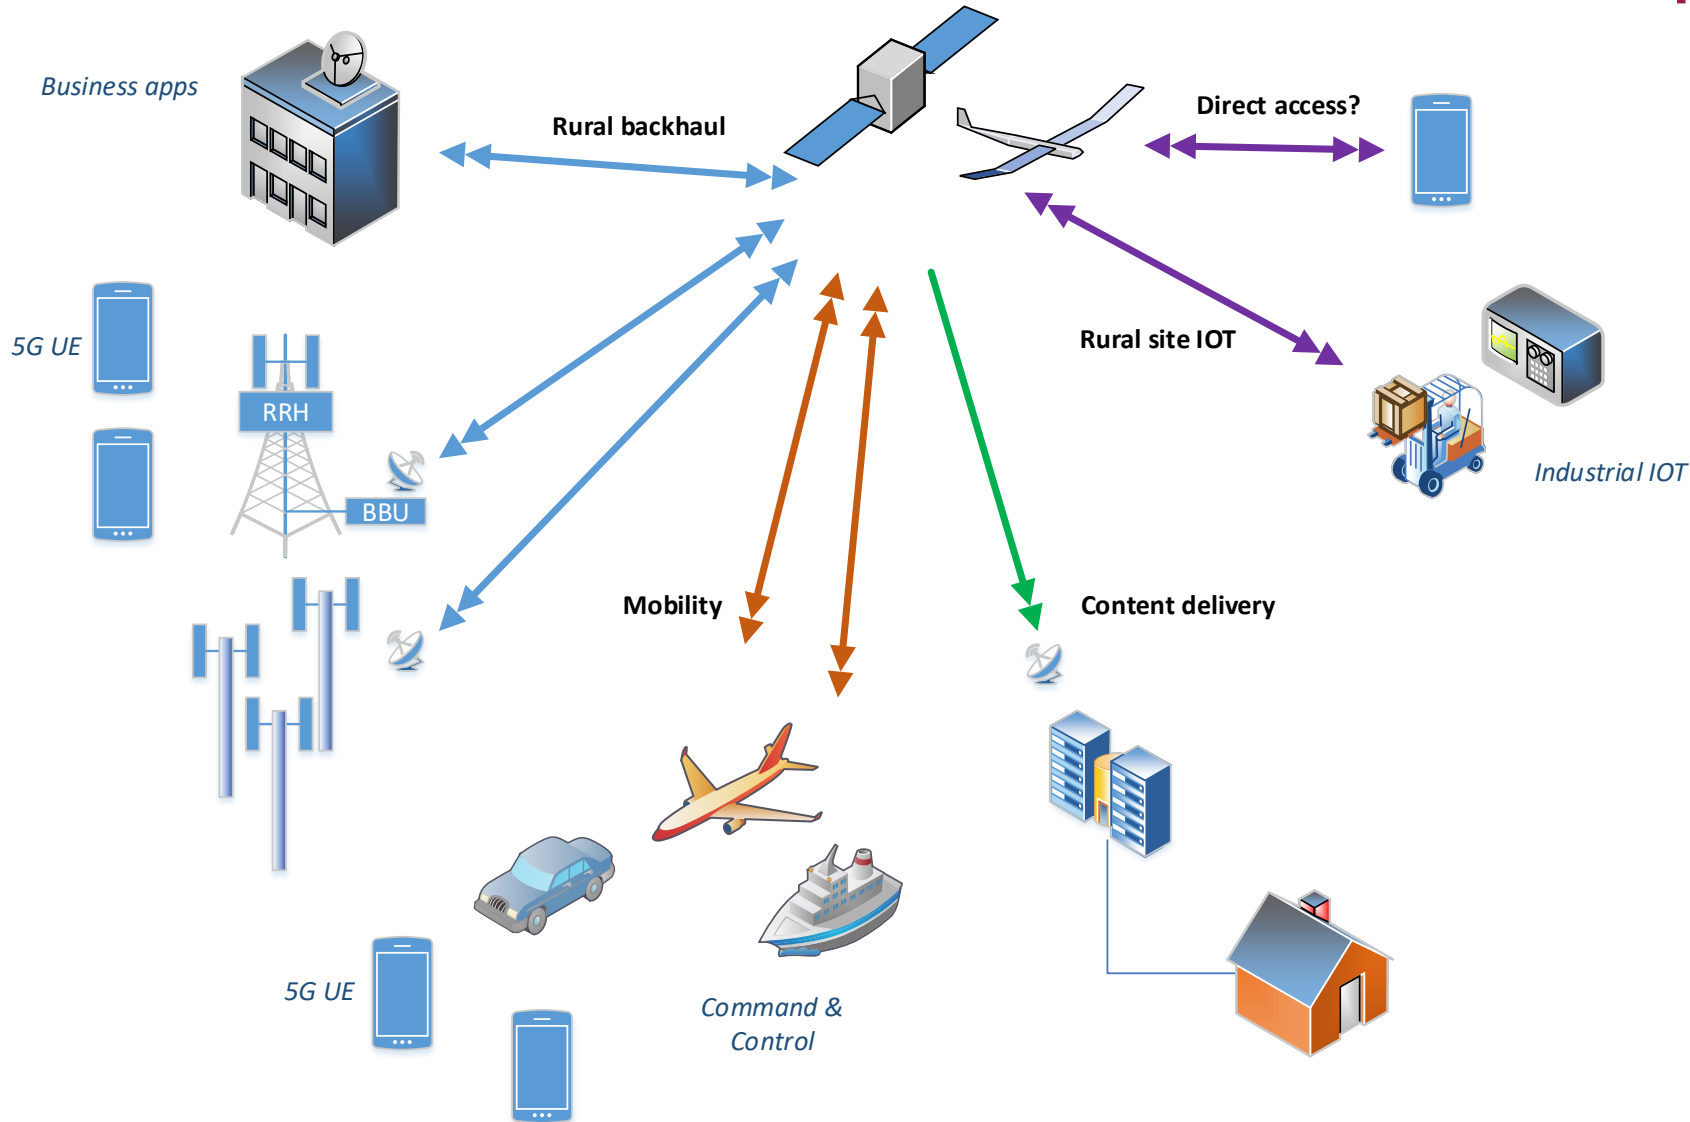 Business apps
Rural backhaul
Direct access?
5G UE
RRH
BBU
Rural site IOT
Industrial IOT
Mobility
Content delivery
5G UE
Command &
Control